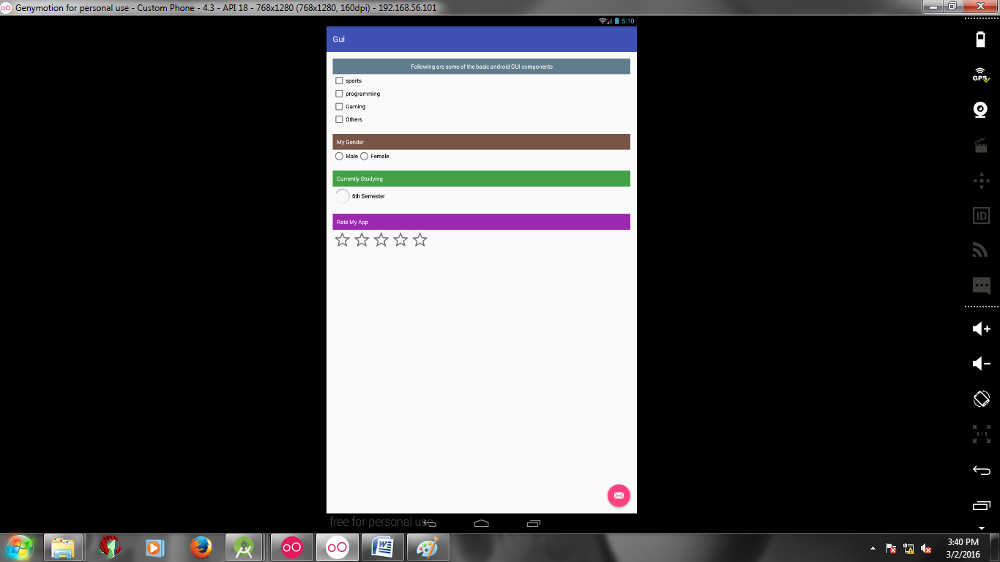 Genymotion for personal use - Custom Phone - 4.3 - API 18 - 768x1280 (768x1280, 160dpi) - 192.168.56.101
5:10
Gui
Following are some of the basic android GUI components
sports
programming
Gaming
Others
My Gender
Male Female
Currently Studying
6th Semester
Rate My App
free for personal use
GPS
ID
1:1
3:40 PM
3/2/2016